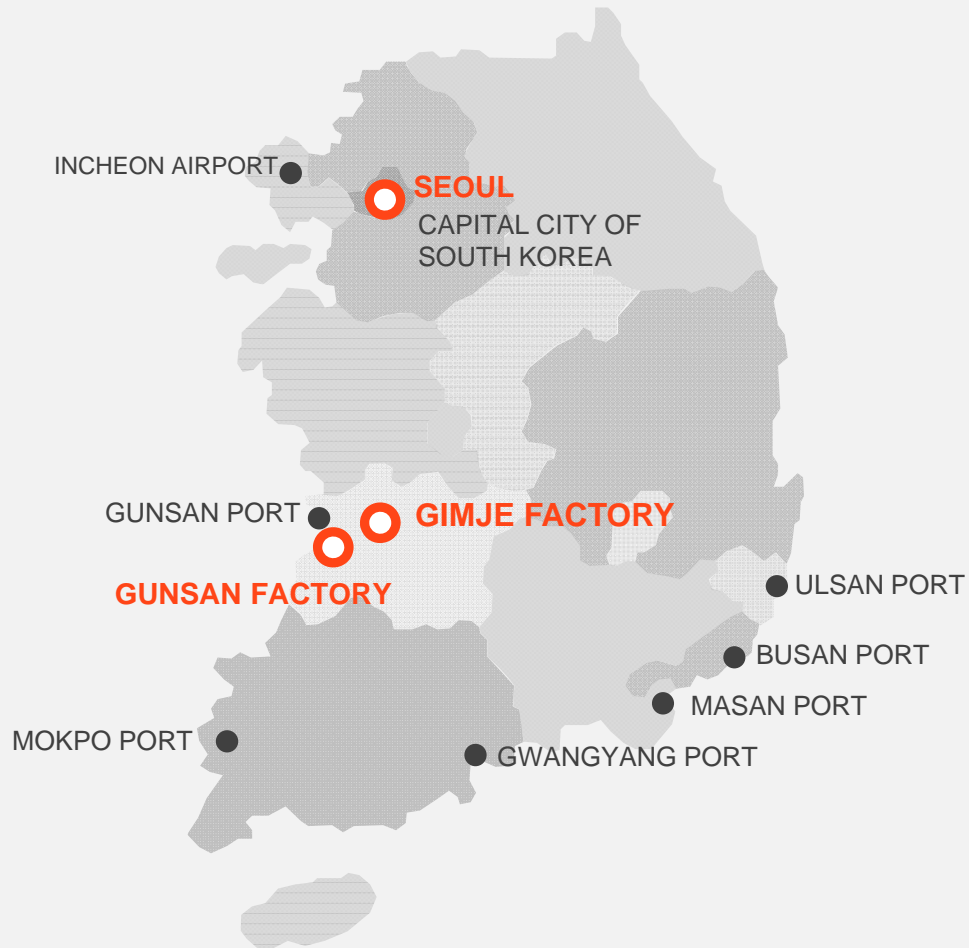 INCHEON AIRPORT
SEOUL
CAPITAL CITY OF
SOUTH KOREA
GUNSAN PORT
GIMJE FACTORY
GUNSAN FACTORY
ULSAN PORT
BUSAN PORT
MASAN PORT
MOKPO PORT
GWANGYANG PORT